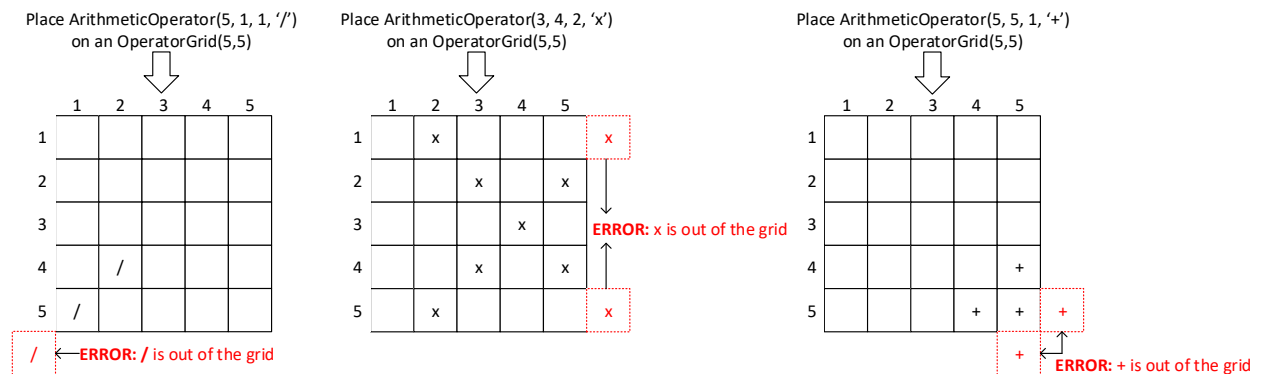 Place ArithmeticOperator(5, 1, 1, ‘/’)
on an OperatorGrid(5,5)
1 2 3 4 5
1
2
3
4 /
5 /
/ ERROR: / is out of the grid
Place ArithmeticOperator(3, 4, 2, ‘x’)
on an OperatorGrid(5,5)
1 2 3 4 5
1 x x
2 x x
3 x
ERROR: x is out of the grid
4 x x
5 x x
Place ArithmeticOperator(5, 5, 1, ‘+’)
on an OperatorGrid(5,5)
1 2 3 4 5
1
2
3
4 +
5 + + +
+
ERROR: + is out of the grid